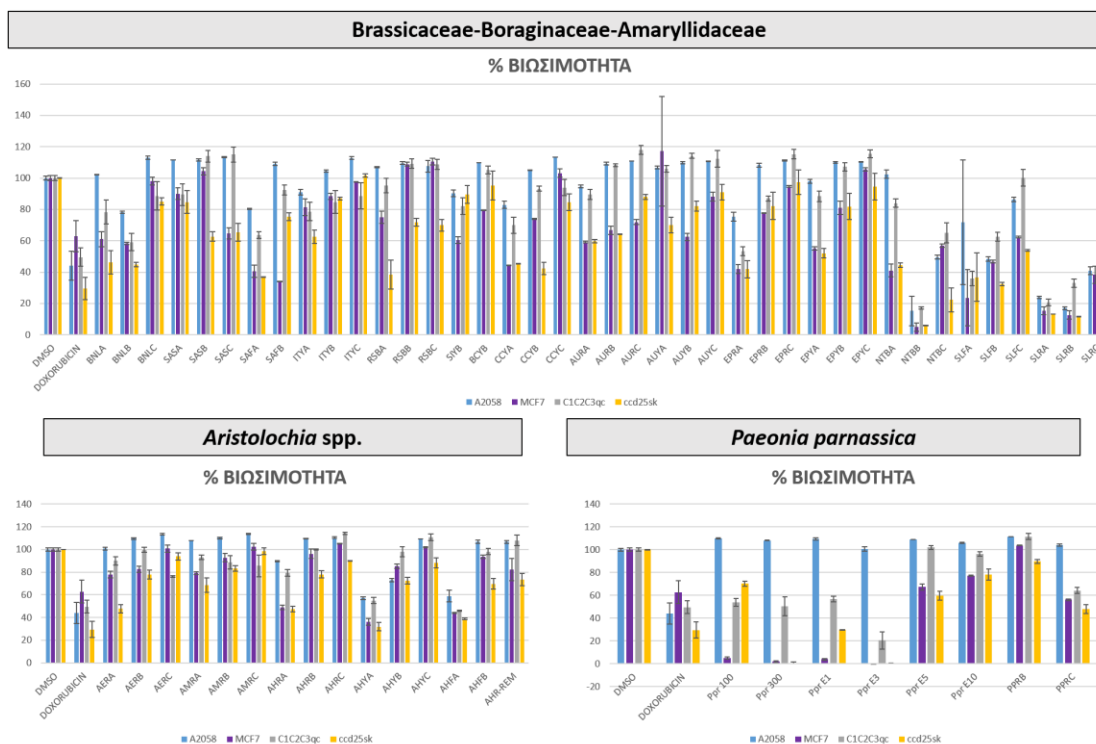 Brassicaceae-Boraginaceae-Amaryllidaceae
% ΒΙΩΣΙΜΟΤΗΤΑ
160
140
120
100
80
60
40
20
0
DMSO DOXORUBICIN BNLA BNLB BNLC SASA SASB SASC SAFA SAFB ITYA ITYB ITYC RSBA RSBB RSBC SIYB BCYB CCYA CCYB CCYC AURA AURB AURC AUYA AUYB AUYC EPRA EPRB EPRC EPYA EPYB EPYC NTBA NTBB NTBC SLFA SLFB SLFC SLRA SLRB SLRC
A2058 MCF7 C1C2C3qc ccd25sk
Aristolochia spp.
% ΒΙΩΣΙΜΟΤΗΤΑ
140
120
100
80
60
40
20
0
DMSO DOXORUBICIN AERA AERB AERC AMRA AMRB AMRC AHRA AHRB AHRC AHYA AHYB AHYC AHFA AHFB AHR-REM
A2058 MCF7 C1C2C3qc ccd25sk
Paeonia parnassica
% ΒΙΩΣΙΜΟΤΗΤΑ
140
120
100
80
60
40
20
0
-20
DMSO DOXORUBICIN Ppr 100 Ppr 300 Ppr E1 Ppr E3 Ppr E5 Ppr E10 PPRB PPRC
A2058 MCF7 C1C2C3qc ccd25sk